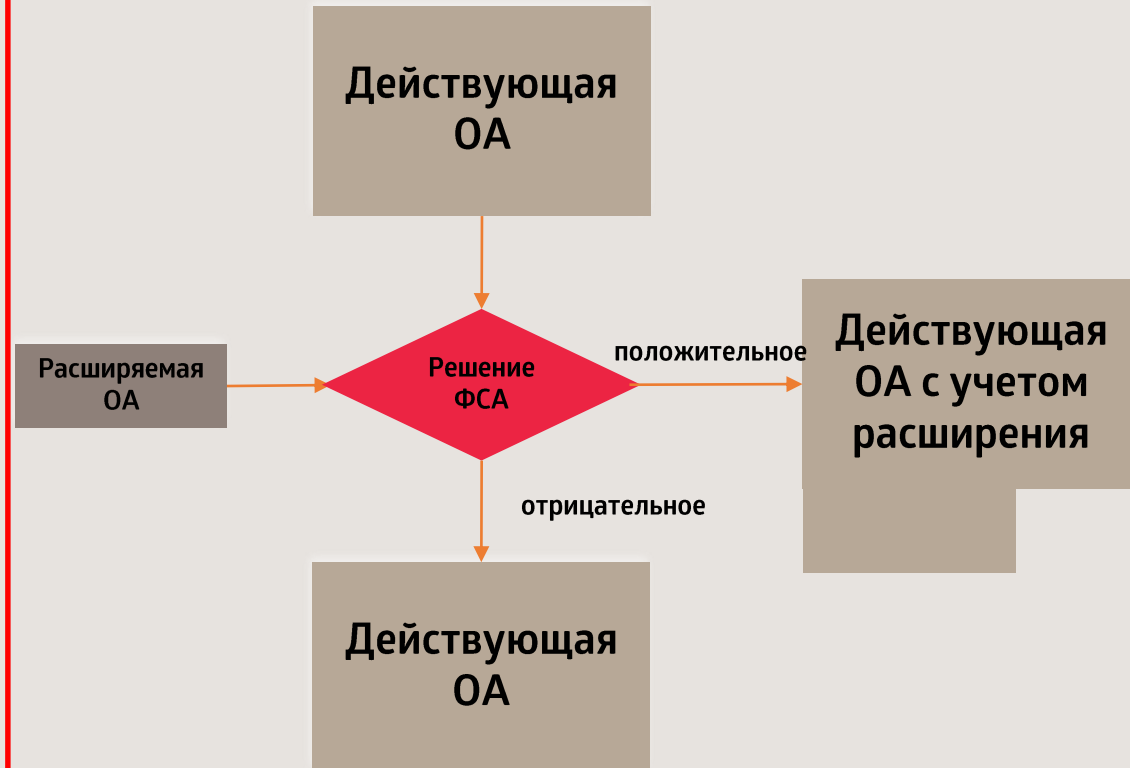 Действующая
ОА
Расширяемая
ОА
Решение
ФСА
положительное
Действующая
ОА с учетом
расширения
отрицательное
Действующая
ОА